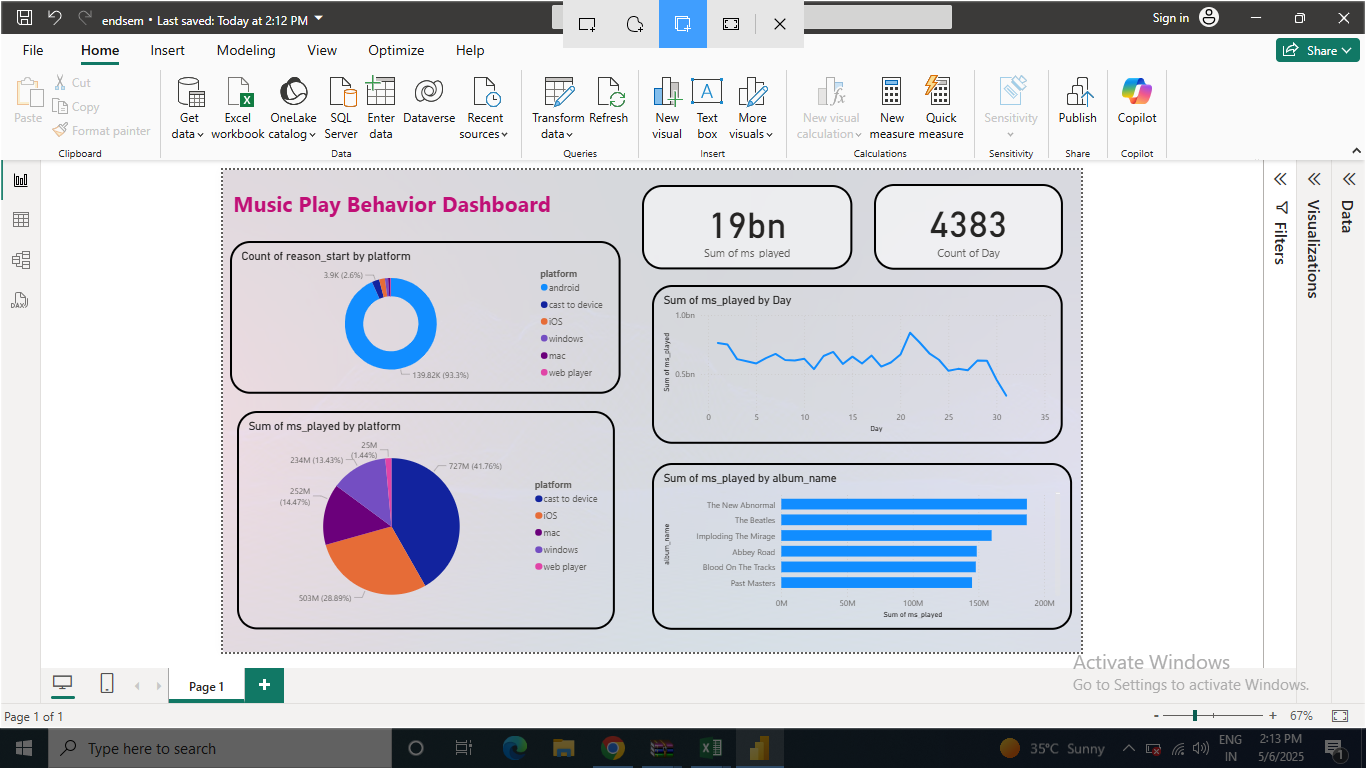 endsem • Last saved: Today at 2:12 PM
Sign in
File Home Insert Modeling View Optimize Help
Share
Paste
Cut
Copy
Format painter
Clipboard
Get data
Excel workbook
OneLake catalog
SQL Server
Enter data
Dataverse
Recent sources
Data
Transform data
Refresh
Queries
New visual
Text box
More visuals
Insert
New visual calculation
New measure
Quick measure
Calculations
Sensitivity
Sensitivity
Publish
Share
Copilot
Copilot
Music Play Behavior Dashboard
19bn
Sum of ms_played
4383
Count of Day
Count of reason_start by platform
3.9K (2.6%)
139.82K (93.3%)
platform
android
cast to device
iOS
windows
mac
web player
Sum of ms_played by Day
Sum of ms_played
1.0bn
0.5bn
0 5 10 15 20 25 30 35
Day
Sum of ms_played by platform
25M
(1.44%)
234M (13.43%)
252M
(14.47%)
727M (41.76%)
503M (28.89%)
platform
cast to device
iOS
mac
windows
web player
Sum of ms_played by album_name
album_name
The New Abnormal
The Beatles
Imploding The Mirage
Abbey Road
Blood On The Tracks
Past Masters
0M 50M 100M 150M 200M
Sum of ms_played
Filters
Visualizations
Data
DAX
Activate Windows
Go to Settings to activate Windows.
Page 1
Page 1 of 1
- + 67%
Type here to search
35°C Sunny
ENG
IN
2:13 PM
5/6/2025
1